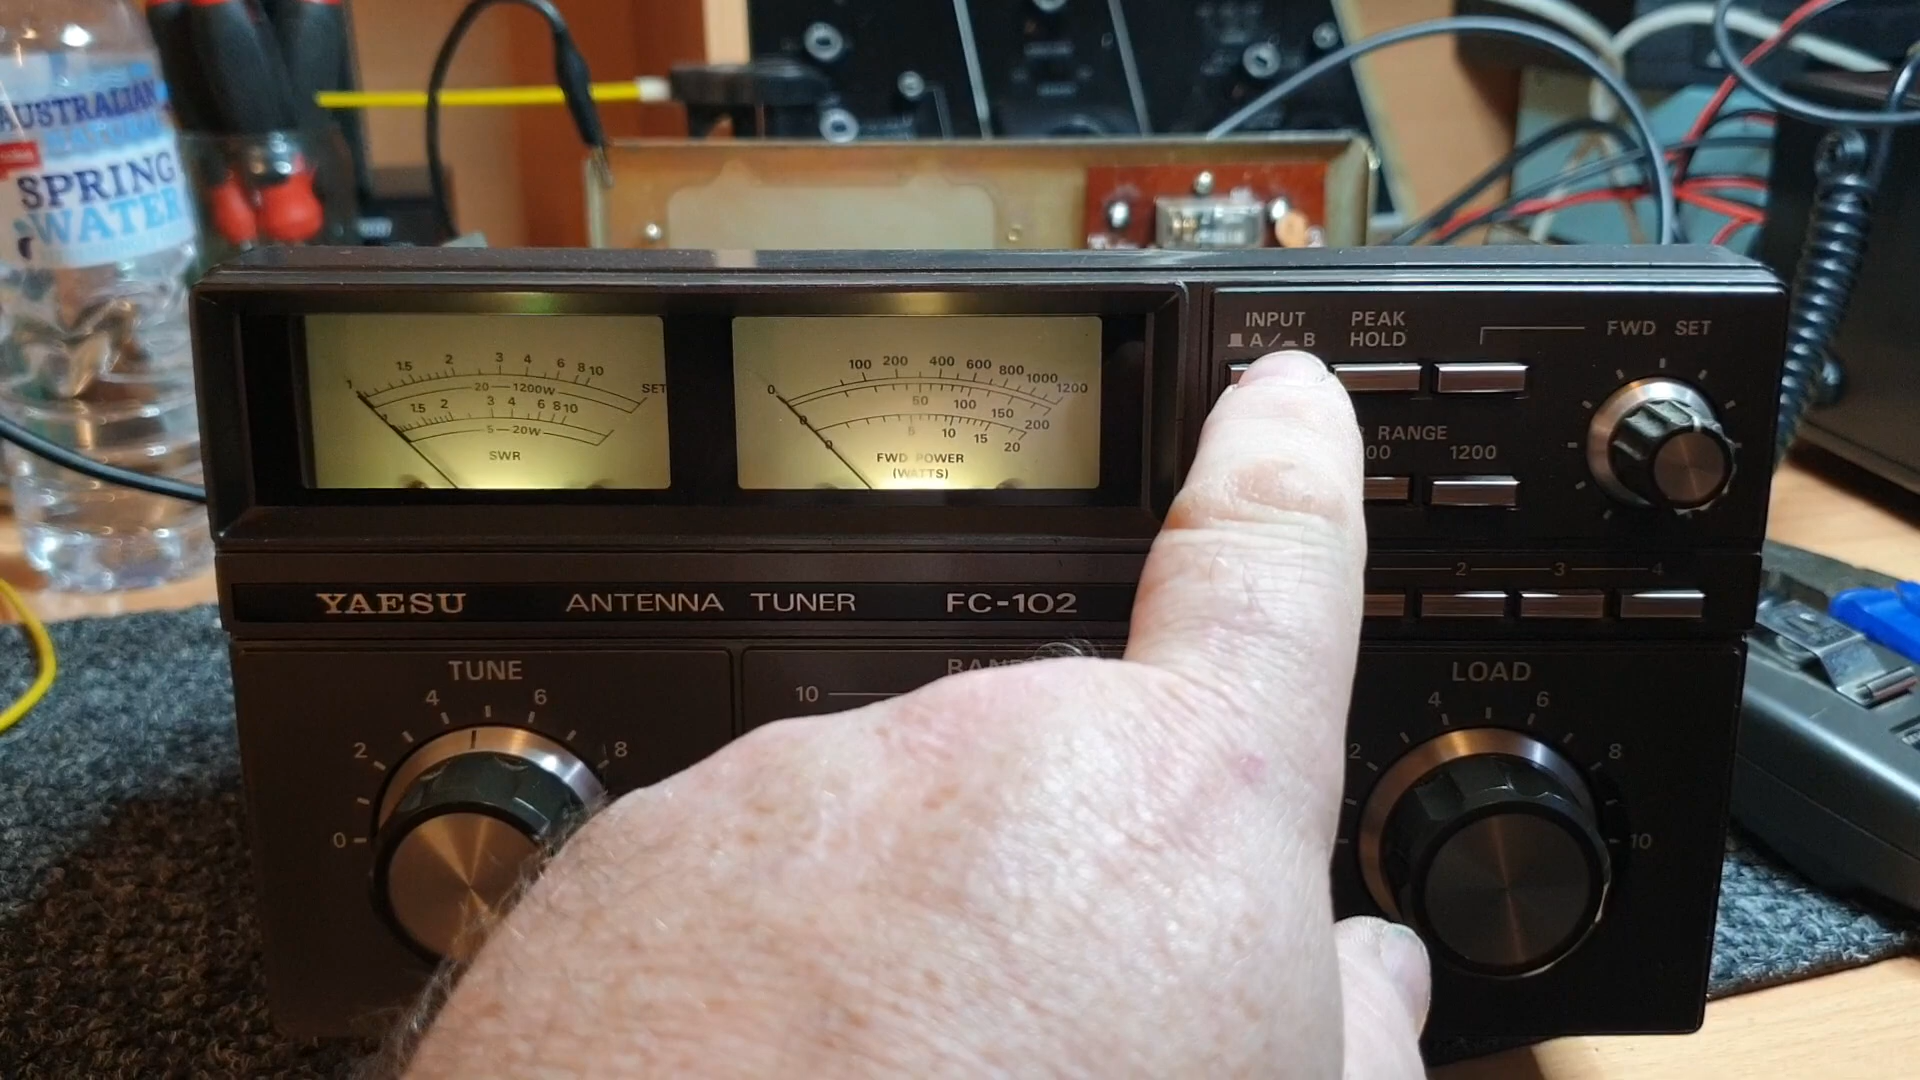 AUSTRALIAN
SPRING
WATER
INPUT
A / B
PEAK
HOLD
FWD SET
1 1.5 2 3 4 6 8 10
20 - 1200W
SET
1.5 2 3 4 6 8 10
5 - 20W
SWR
0 100 200 400 600 800 1000 1200
0 50 100 150 200
0 5 10 15 20
FWD POWER
(WATTS)
RANGE
00 1200
YAESU ANTENNA TUNER FC-102
2 3 4
TUNE
0 2 4 6 8
10
LOAD
2 4 6 8 10